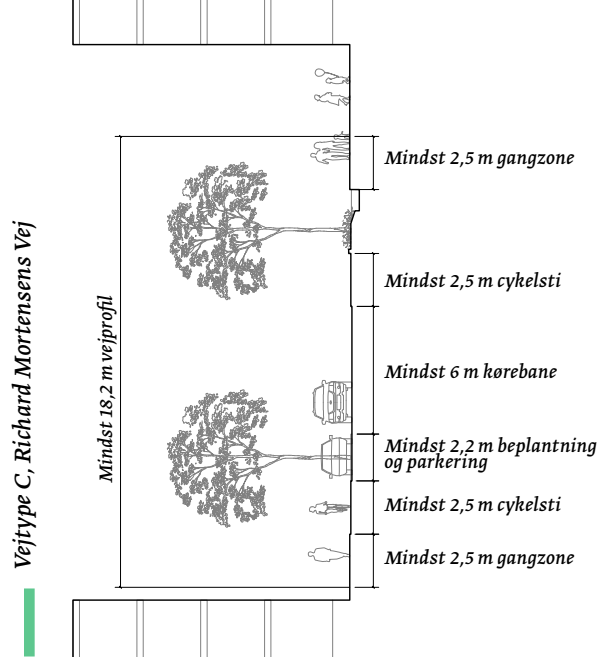 Vejtype C, Richard Mortensens Vej
Mindst 18,2 m vejprofil
Mindst 2,5 m gangzone
Mindst 2,5 m cykelsti
Mindst 6 m kørebane
Mindst 2,2 m beplantning
og parkering
Mindst 2,5 m cykelsti
Mindst 2,5 m gangzone